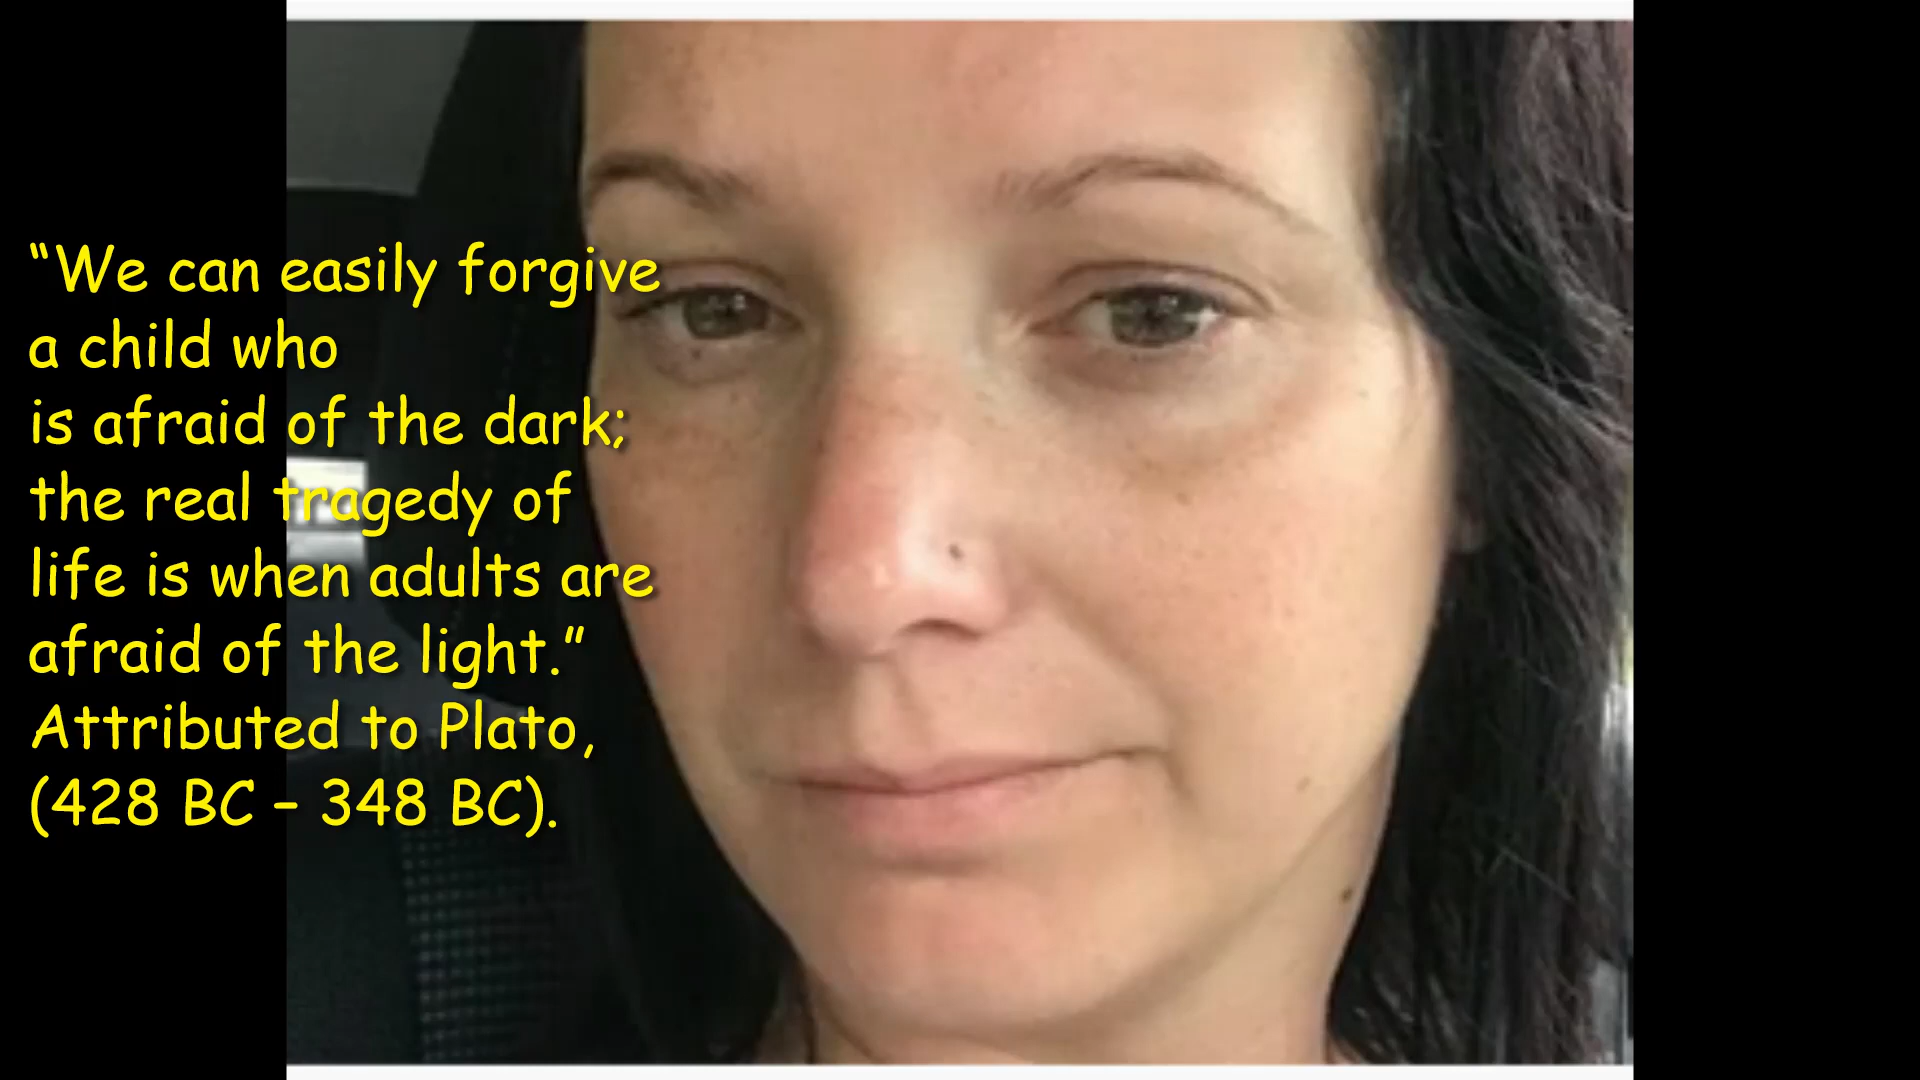 “We can easily forgive
a child who
is afraid of the dark;
the real tragedy of
life is when adults are
afraid of the light.”
Attributed to Plato,
(428 BC – 348 BC).